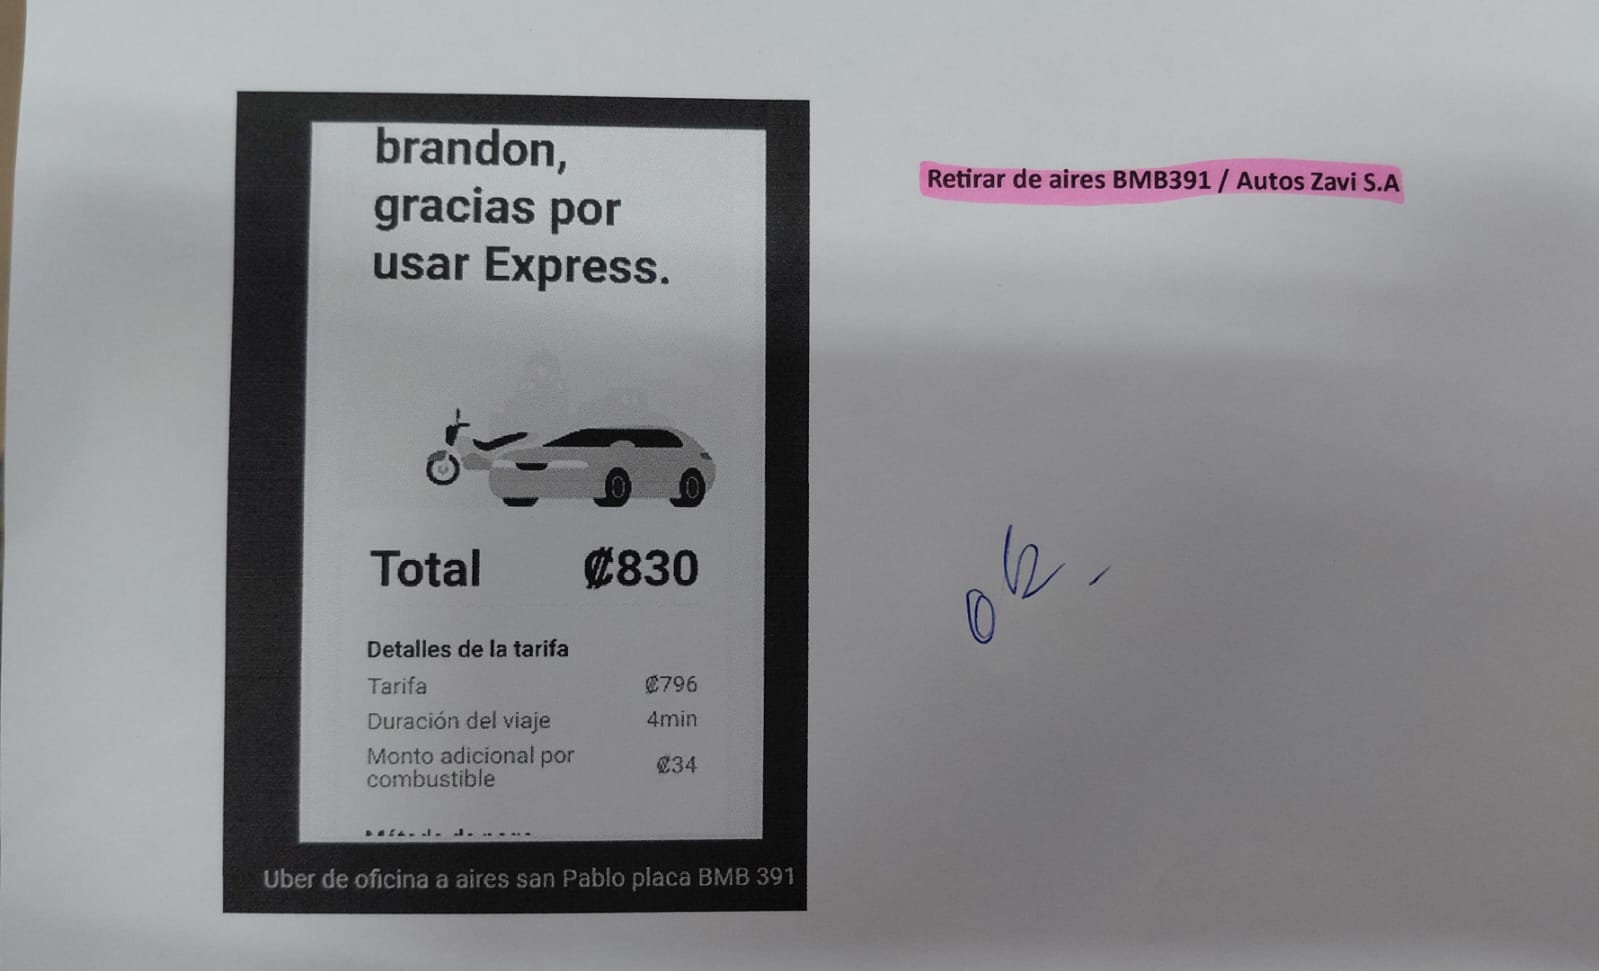 brandon,
gracias por
usar Express.
Total ₡830
Detalles de la tarifa
Tarifa ₡796
Duración del viaje 4min
Monto adicional por
combustible ₡34
Uber de oficina a aires san Pablo placa BMB 391
Retirar de aires BMB391 / Autos Zavi S.A
ok -